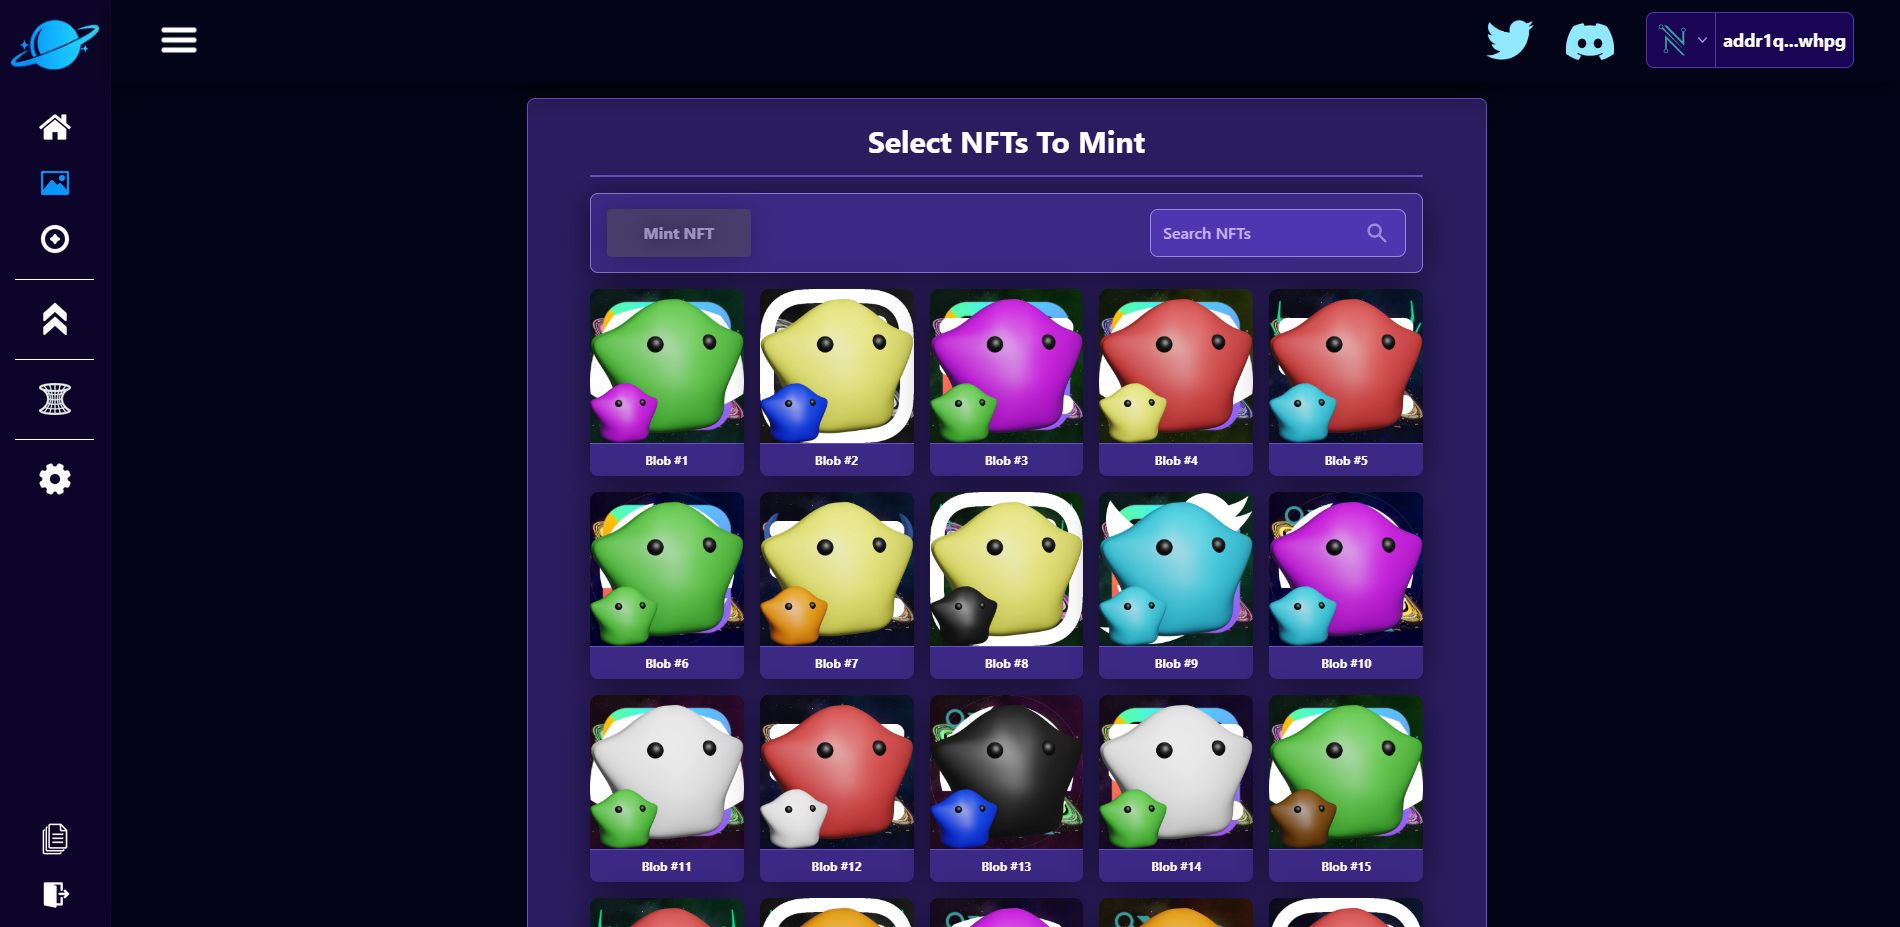 addr1q...whpg
Select NFTs To Mint
Mint NFT
Search NFTs
Blob #1
Blob #2
Blob #3
Blob #4
Blob #5
Blob #6
Blob #7
Blob #8
Blob #9
Blob #10
Blob #11
Blob #12
Blob #13
Blob #14
Blob #15